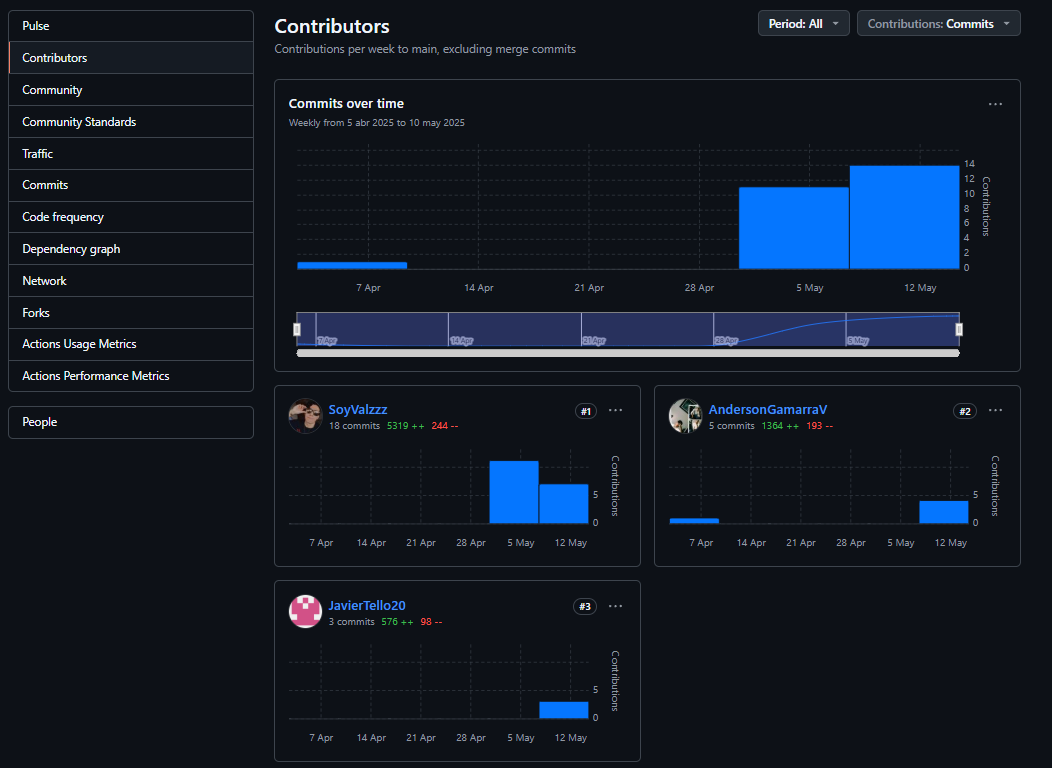 Pulse
Contributors
Community
Community Standards
Traffic
Commits
Code frequency
Dependency graph
Network
Forks
Actions Usage Metrics
Actions Performance Metrics
People
Contributors
Contributions per week to main, excluding merge commits
Period: All
Contributions: Commits
Commits over time
Weekly from 5 abr 2025 to 10 may 2025
14
12
10
8
6
4
2
0
Contributions
7 Apr 14 Apr 21 Apr 28 Apr 5 May 12 May
7 Apr 14 Apr 21 Apr 28 Apr 5 May
SoyValzzz
#1
18 commits 5319 ++ 244 --
Contributions
5
0
7 Apr 14 Apr 21 Apr 28 Apr 5 May 12 May
AndersonGamarraV
#2
5 commits 1364 ++ 193 --
Contributions
5
0
7 Apr 14 Apr 21 Apr 28 Apr 5 May 12 May
JavierTello20
#3
3 commits 576 ++ 98 --
Contributions
5
0
7 Apr 14 Apr 21 Apr 28 Apr 5 May 12 May